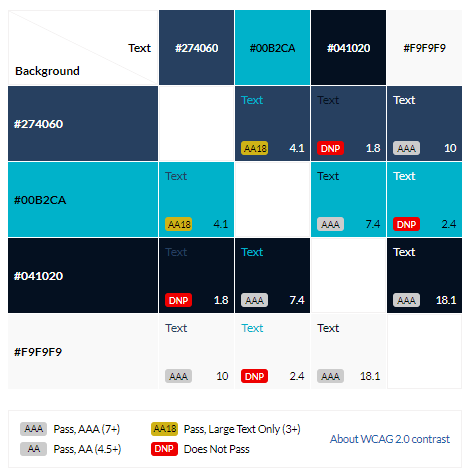 Text #274060 #00B2CA #041020 #F9F9F9
Background
#274060
Text Text Text
AA18 4.1 DNP 1.8 AAA 10
#00B2CA
Text Text Text
AA18 4.1 AAA 7.4 DNP 2.4
#041020
Text Text Text
DNP 1.8 AAA 7.4 AAA 18.1
#F9F9F9
Text Text Text
AAA 10 DNP 2.4 AAA 18.1
AAA Pass, AAA (7+) AA18 Pass, Large Text Only (3+)
AA Pass, AA (4.5+) DNP Does Not Pass
About WCAG 2.0 contrast